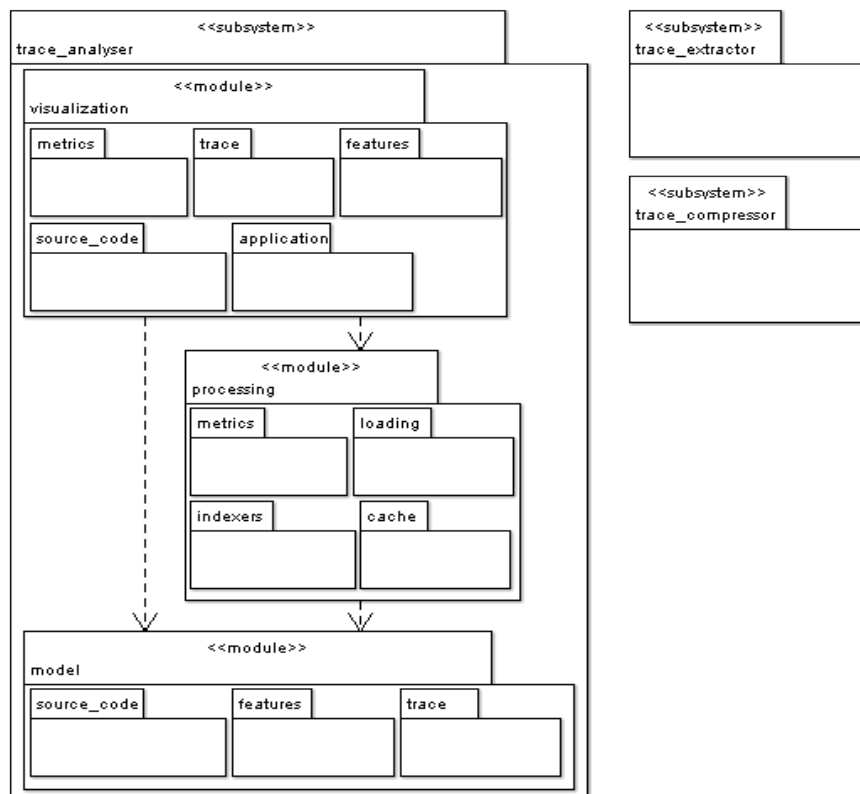 <<subsystem>>
trace_analyser
<<module>>
visualization
metrics
trace
features
source_code
application
<<module>>
processing
metrics
loading
indexers
cache
<<module>>
model
source_code
features
trace
<<subsystem>>
trace_extractor
<<subsystem>>
trace_compressor